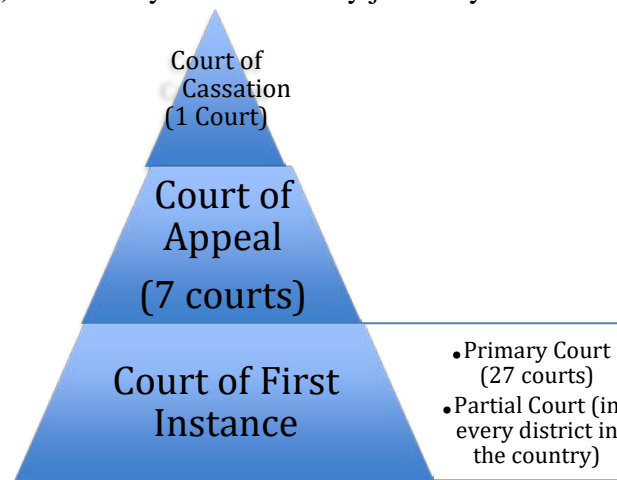 Court of
Cassation
(1 Court)
Court of
Appeal
(7 courts)
Court of First
Instance
•Primary Court
(27 courts)
•Partial Court (in
every district in
the country)